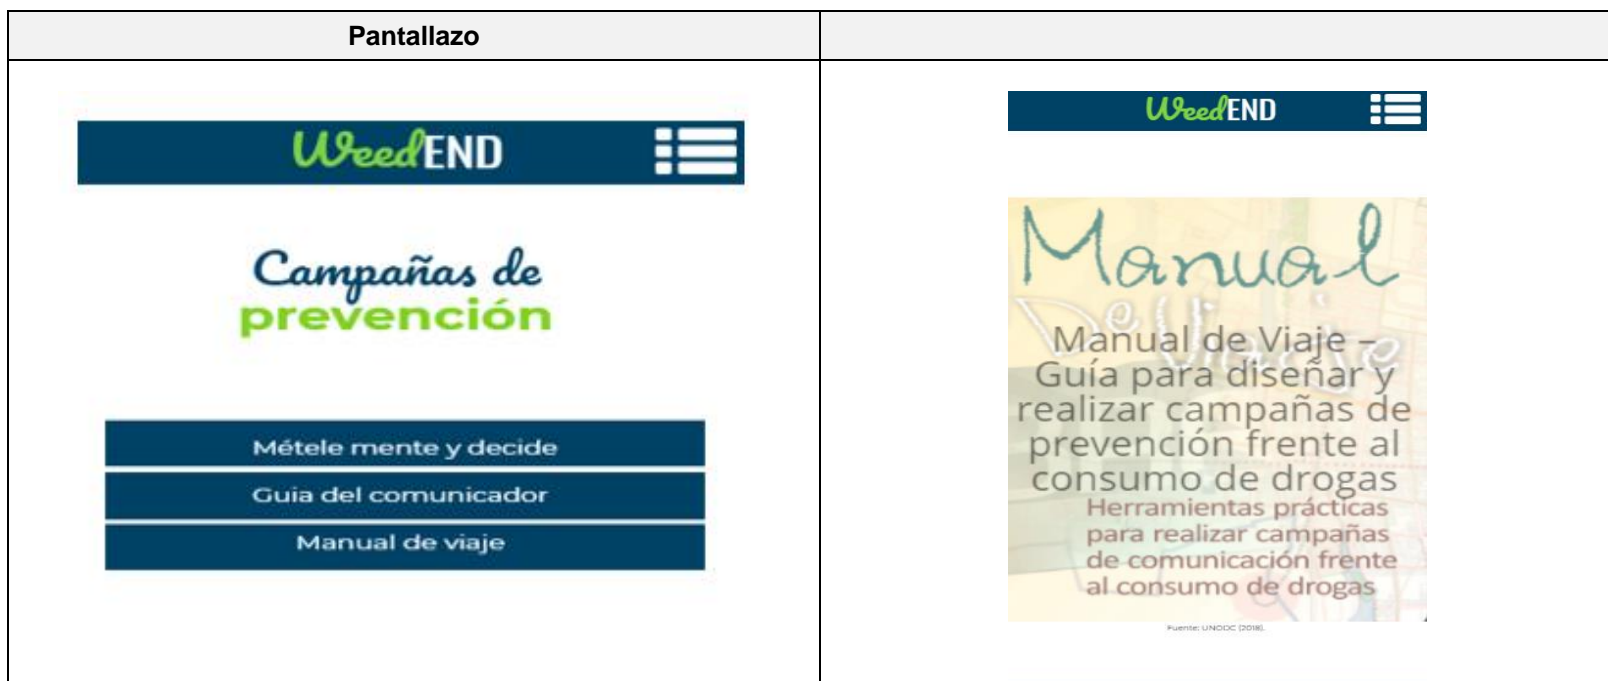 Pantallazo
WeedEND
Campañas de
prevención
Métele mente y decide
Guia del comunicador
Manual de viaje
WeedEND
Manual
De Viaje
Manual de Viaje –
Guía para diseñar y
realizar campañas de
prevención frente al
consumo de drogas
Herramientas prácticas
para realizar campañas
de comunicación frente
al consumo de drogas
Fuente: UNODC (2018).